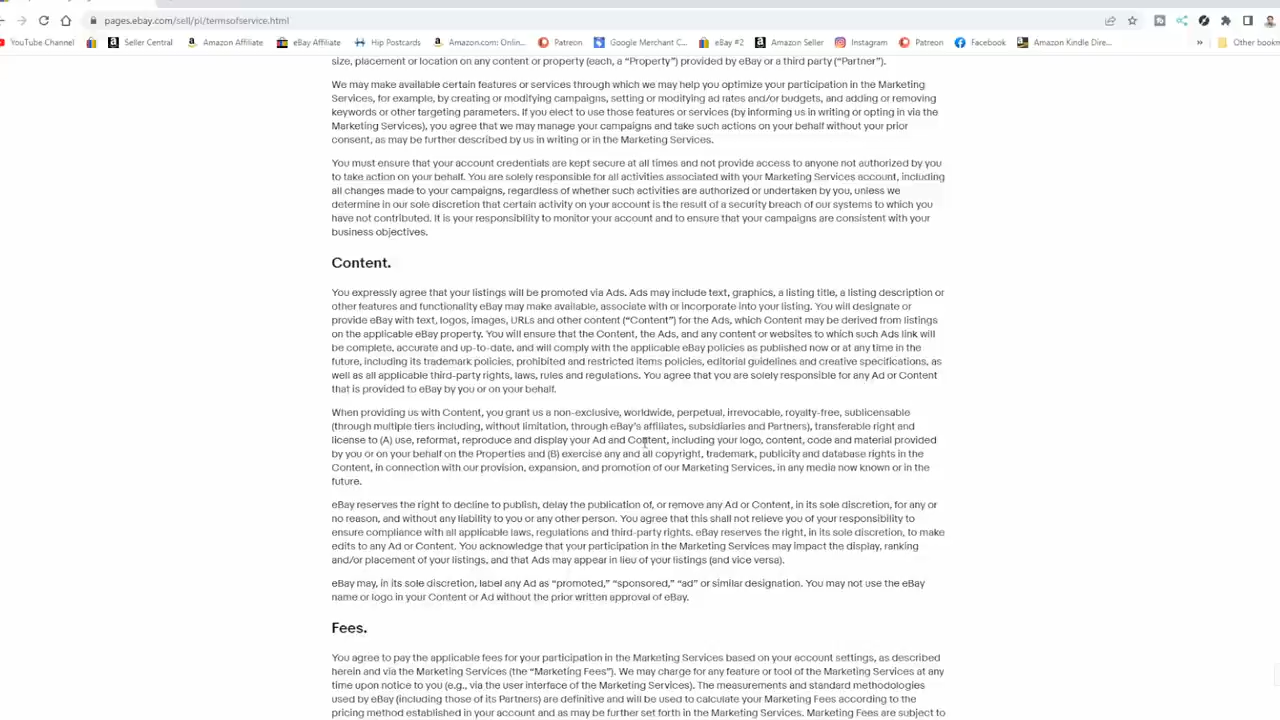 pages.ebay.com/sell/pl/termsofservice.html
YouTube Channel Seller Central Amazon Affiliate eBay Affiliate Hip Postcards Amazon.com: Onlin... Patreon Google Merchant C... eBay #2 Amazon Seller Instagram Patreon Facebook Amazon Kindle Dire... » Other bookm
size, placement or location on any content or property (each, a “Property”) provided by eBay or a third party (“Partner”).
We may make available certain features or services through which we may help you optimize your participation in the Marketing
Services, for example, by creating or modifying campaigns, setting or modifying ad rates and/or budgets, and adding or removing
keywords or other targeting parameters. If you elect to use those features or services (by informing us in writing or opting in via the
Marketing Services), you agree that we may manage your campaigns and take such actions on your behalf without your prior
consent, as may be further described by us in writing or in the Marketing Services.
You must ensure that your account credentials are kept secure at all times and not provide access to anyone not authorized by you
to take action on your behalf. You are solely responsible for all activities associated with your Marketing Services account, including
all changes made to your campaigns, regardless of whether such activities are authorized or undertaken by you, unless we
determine in our sole discretion that certain activity on your account is the result of a security breach of our systems to which you
have not contributed. It is your responsibility to monitor your account and to ensure that your campaigns are consistent with your
business objectives.
Content.
You expressly agree that your listings will be promoted via Ads. Ads may include text, graphics, a listing title, a listing description or
other features and functionality eBay may make available, associate with or incorporate into your listing. You will designate or
provide eBay with text, logos, images, URLs and other content (“Content”) for the Ads, which Content may be derived from listings
on the applicable eBay property. You will ensure that the Content, the Ads, and any content or websites to which such Ads link will
be complete, accurate and up-to-date, and will comply with the applicable eBay policies as published now or at any time in the
future, including its trademark policies, prohibited and restricted items policies, editorial guidelines and creative specifications, as
well as all applicable third-party rights, laws, rules and regulations. You agree that you are solely responsible for any Ad or Content
that is provided to eBay by you or on your behalf.
When providing us with Content, you grant us a non-exclusive, worldwide, perpetual, irrevocable, royalty-free, sublicensable
(through multiple tiers including, without limitation, through eBay’s affiliates, subsidiaries and Partners), transferable right and
license to (A) use, reformat, reproduce and display your Ad and Content, including your logo, content, code and material provided
by you or on your behalf on the Properties and (B) exercise any and all copyright, trademark, publicity and database rights in the
Content, in connection with our provision, expansion, and promotion of our Marketing Services, in any media now known or in the
future.
eBay reserves the right to decline to publish, delay the publication of, or remove any Ad or Content, in its sole discretion, for any or
no reason, and without any liability to you or any other person. You agree that this shall not relieve you of your responsibility to
ensure compliance with all applicable laws, regulations and third-party rights. eBay reserves the right, in its sole discretion, to make
edits to any Ad or Content. You acknowledge that your participation in the Marketing Services may impact the display, ranking
and/or placement of your listings, and that Ads may appear in lieu of your listings (and vice versa).
eBay may, in its sole discretion, label any Ad as “promoted,” “sponsored,” “ad” or similar designation. You may not use the eBay
name or logo in your Content or Ad without the prior written approval of eBay.
Fees.
You agree to pay the applicable fees for your participation in the Marketing Services based on your account settings, as described
herein and via the Marketing Services (the “Marketing Fees”). We may charge for any feature or tool of the Marketing Services at any
time upon notice to you (e.g., via the user interface of the Marketing Services). The measurements and standard methodologies
used by eBay (including those of its Partners) are definitive and will be used to calculate your Marketing Fees according to the
pricing method established in your account and as may be further set forth in the Marketing Services. Marketing Fees are subject to